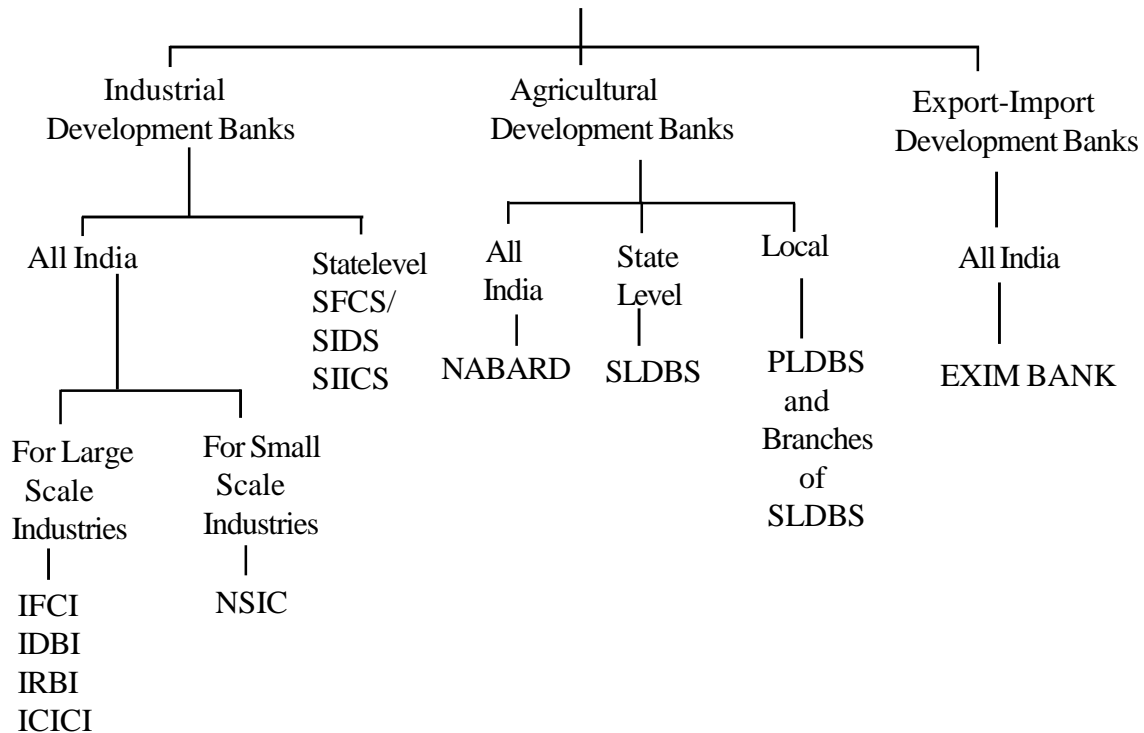 Industrial
Development Banks
Agricultural
Development Banks
Export-Import
Development Banks
All India
Statelevel
SFCS/
SIDS
SIICS
All
India
NABARD
State
Level
SLDBS
Local
PLDBS
and
Branches
of
SLDBS
All India
EXIM BANK
For Large
Scale
Industries
IFCI
IDBI
IRBI
ICICI
For Small
Scale
Industries
NSIC